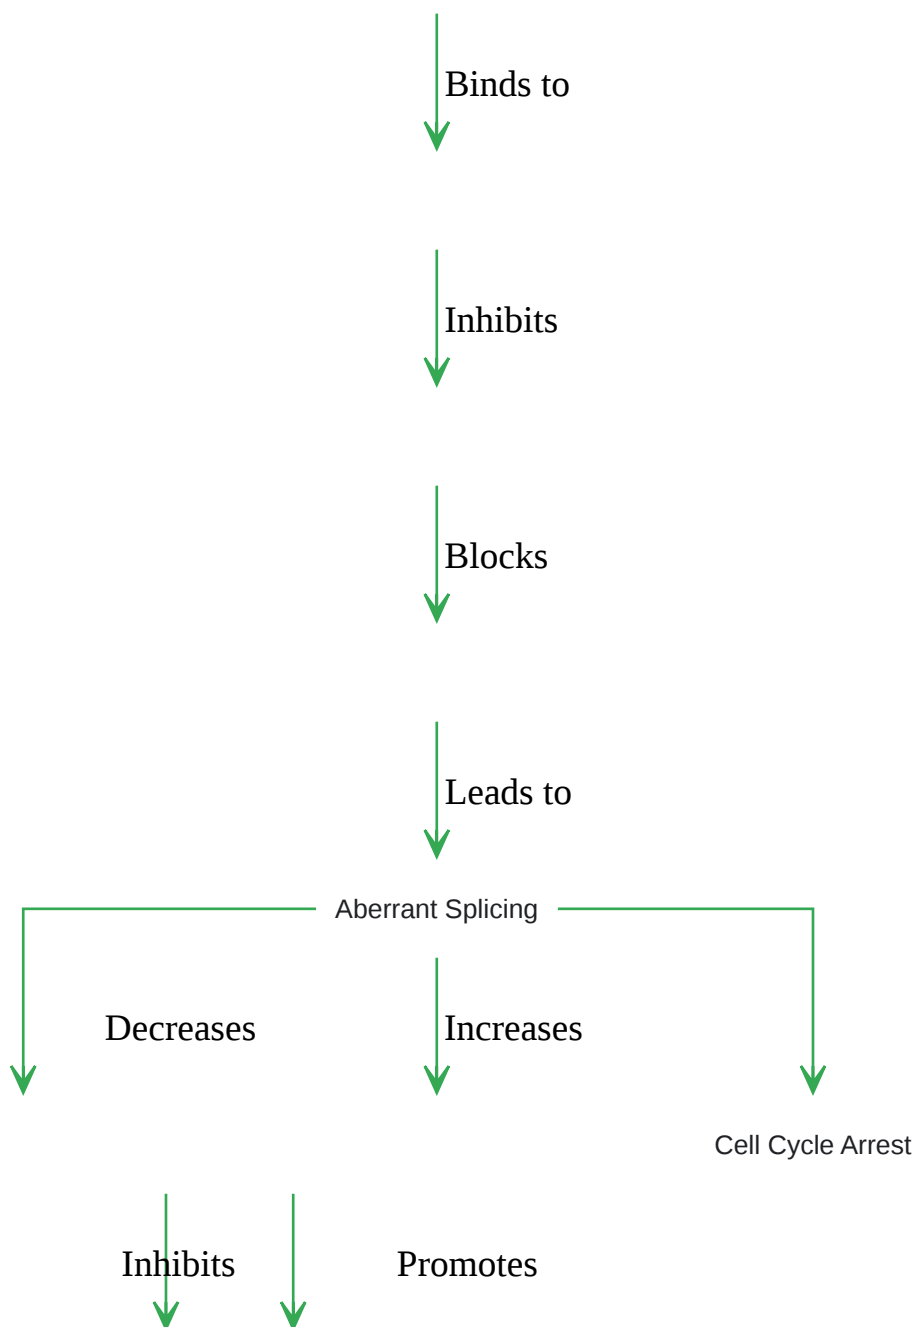 Binds to
Inhibits
Blocks
Leads to
Aberrant Splicing
Decreases
Increases
Cell Cycle Arrest
Inhibits
Promotes